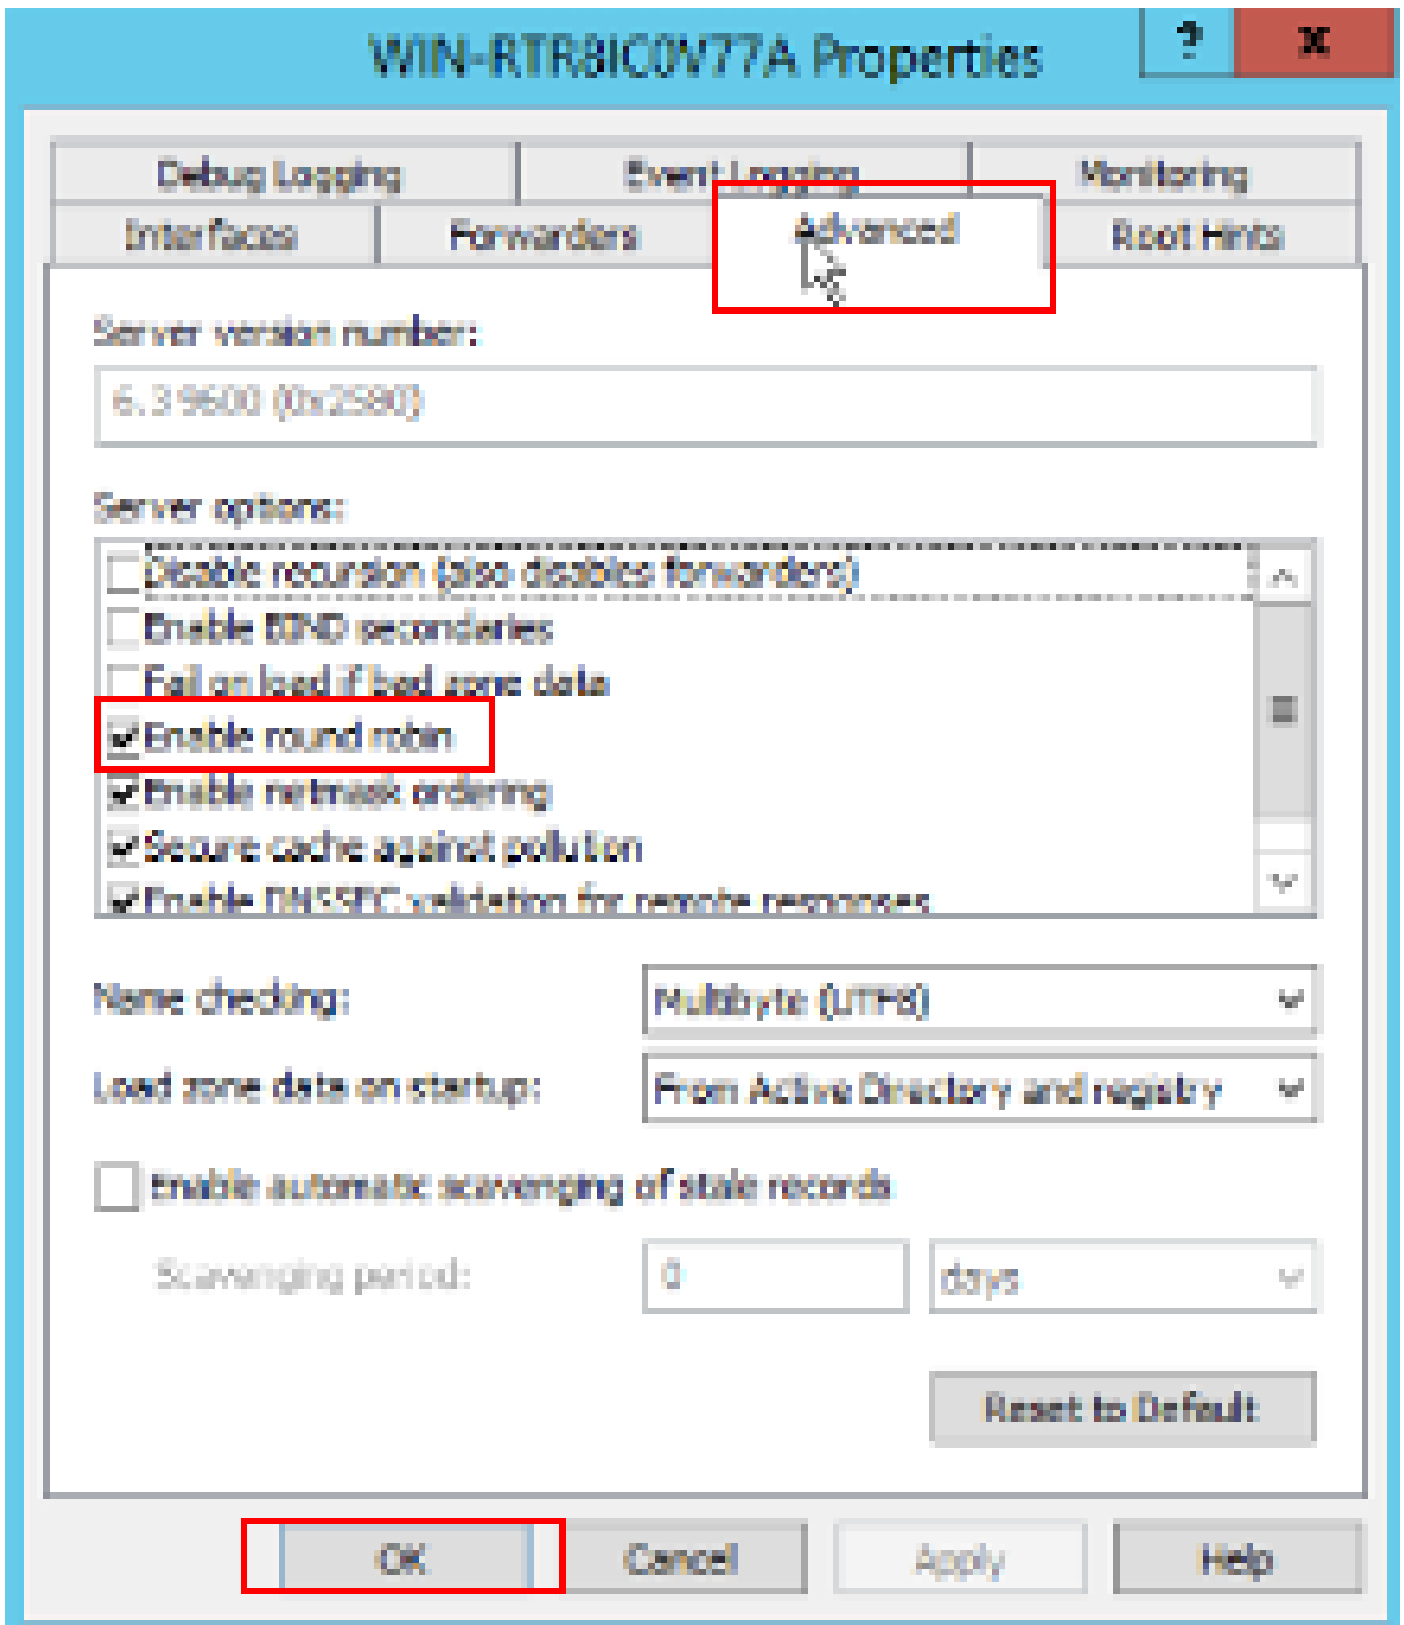 WIN-RTR8IC0V77A Properties
? x
Debug Logging Event Logging Monitoring
Interfaces Forwarders Advanced Root Hints
Server version number:
6.3 9600 (0x2580)
Server options:
Disable recursion (also disables forwarders)
Enable BIND secondaries
Fail on load if bad zone data
Enable round robin
Enable netmask ordering
Secure cache against pollution
Enable DNSSEC validation for remote responses
Name checking: Multibyte (UTF8)
Load zone data on startup: From Active Directory and registry
Enable automatic scavenging of stale records
Scavenging period: 0 days
Reset to Default
OK Cancel Apply Help